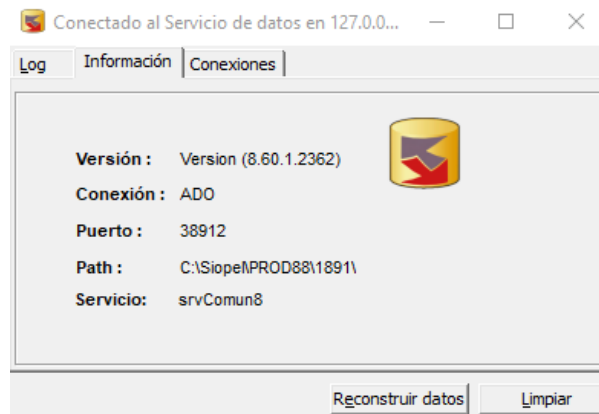 Conectado al Servicio de datos en 127.0.0...
Log Información Conexiones
Versión : Version (8.60.1.2362)
Conexión : ADO
Puerto : 38912
Path : C:\Siopel\PROD88\1891\
Servicio: srvComun8
Reconstruir datos Limpiar